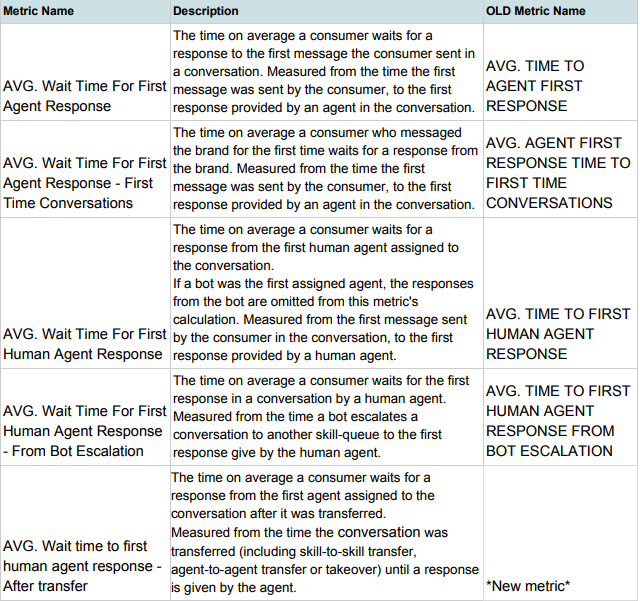 Metric Name
Description
OLD Metric Name
AVG. Wait Time For First
Agent Response
The time on average a consumer waits for a
response to the first message the consumer sent in
a conversation. Measured from the time the first
message was sent by the consumer, to the first
response provided by an agent in the conversation.
AVG. TIME TO
AGENT FIRST
RESPONSE
AVG. Wait Time For First
Agent Response - First
Time Conversations
The time on average a consumer who messaged
the brand for the first time waits for a response from
the brand. Measured from the time the first
message was sent by the consumer, to the first
response provided by an agent in the conversation.
AVG. AGENT FIRST
RESPONSE TIME TO
FIRST TIME
CONVERSATIONS
AVG. Wait Time For First
Human Agent Response
The time on average a consumer waits for a
response from the first human agent assigned to
the conversation.
If a bot was the first assigned agent, the responses
from the bot are omitted from this metric's
calculation. Measured from the first message sent
by the consumer in the conversation, to the first
response provided by a human agent.
AVG. TIME TO FIRST
HUMAN AGENT
RESPONSE
AVG. Wait Time For First
Human Agent Response
- From Bot Escalation
The time on average a consumer waits for the first
response in a conversation by a human agent.
Measured from the time a bot escalates a
conversation to another skill-queue to the first
response give by the human agent.
AVG. TIME TO FIRST
HUMAN AGENT
RESPONSE FROM
BOT ESCALATION
AVG. Wait time to first
human agent response -
After transfer
The time on average a consumer waits for a
response from the first agent assigned to the
conversation after it was transferred.
Measured from the time the conversation was
transferred (including skill-to-skill transfer,
agent-to-agent transfer or takeover) until a response
is given by the agent.
*New metric*